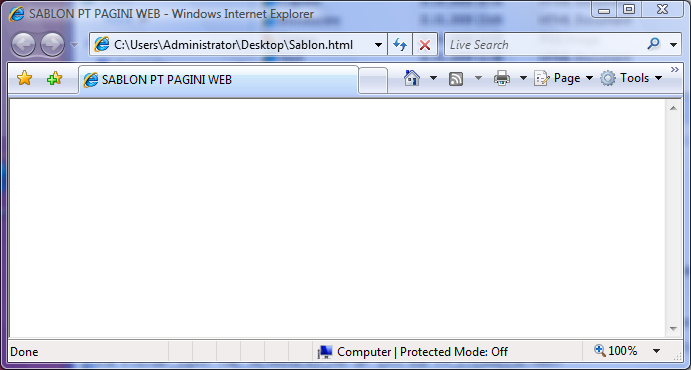 SABLON PT PAGINI WEB - Windows Internet Explorer
C:\Users\Administrator\Desktop\Sablon.html
Live Search
SABLON PT PAGINI WEB
Page
Tools
Done
Computer | Protected Mode: Off
100%